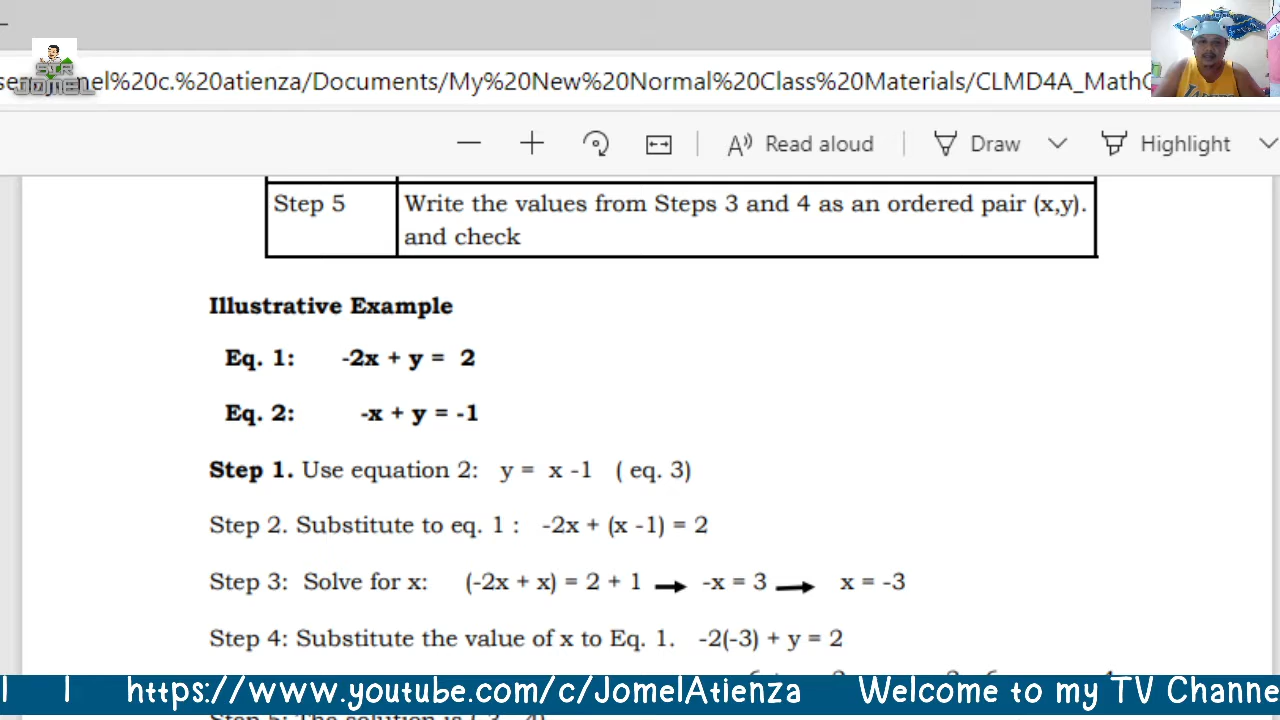 SIR
JOMEL
sernel%20c.%20atienza/Documents/My%20New%20Normal%20Class%20Materials/CLMD4A_MathG
Read aloud
Draw
Highlight
Step 5
Write the values from Steps 3 and 4 as an ordered pair (x,y).
and check
Illustrative Example
Eq. 1: -2x + y = 2
Eq. 2: -x + y = -1
Step 1. Use equation 2: y = x -1 ( eq. 3)
Step 2. Substitute to eq. 1 : -2x + (x -1) = 2
Step 3: Solve for x: (-2x + x) = 2 + 1 → -x = 3 → x = -3
Step 4: Substitute the value of x to Eq. 1. -2(-3) + y = 2
https://www.youtube.com/c/JomelAtienza Welcome to my TV Channe